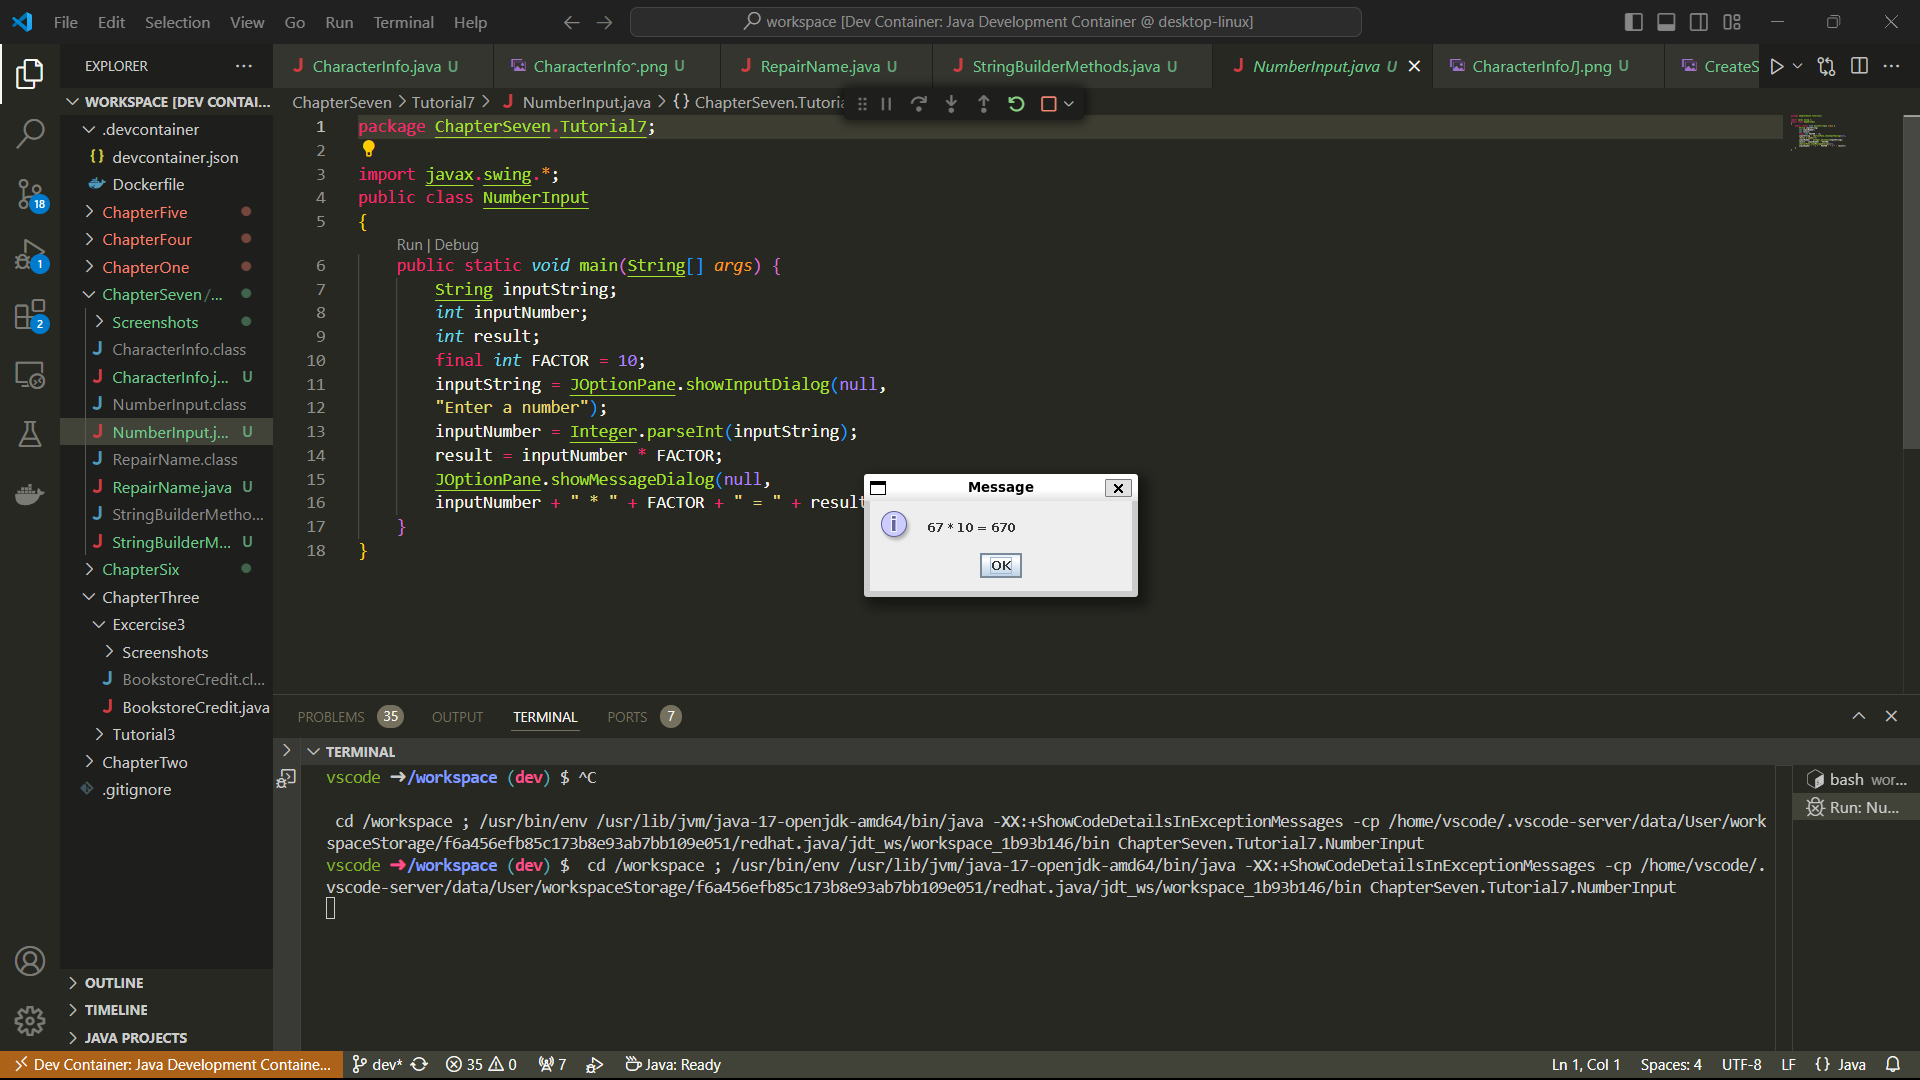 File Edit Selection View Go Run Terminal Help
workspace [Dev Container: Java Development Container @ desktop-linux]
EXPLORER
CharacterInfo.java U
CharacterInfo^.png U
RepairName.java U
StringBuilderMethods.java U
NumberInput.java U
CharacterInfoJ].png U
CreateS
WORKSPACE [DEV CONTAI...
.devcontainer
devcontainer.json
Dockerfile
ChapterFive
ChapterFour
ChapterOne
ChapterSeven/...
Screenshots
CharacterInfo.class
CharacterInfo.j... U
NumberInput.class
NumberInput.j... U
RepairName.class
RepairName.java U
StringBuilderMetho...
StringBuilderM... U
ChapterSix
ChapterThree
Excercise3
Screenshots
BookstoreCredit.cl...
BookstoreCredit.java
Tutorial3
ChapterTwo
.gitignore
OUTLINE
TIMELINE
JAVA PROJECTS
18
1
2
ChapterSeven > Tutorial7 > J NumberInput.java > {} ChapterSeven.Tutoria
1 package ChapterSeven.Tutorial7;
2
3 import javax.swing.*;
4 public class NumberInput
5 {
Run | Debug
6 public static void main(String[] args) {
7 String inputString;
8 int inputNumber;
9 int result;
10 final int FACTOR = 10;
11 inputString = JOptionPane.showInputDialog(null,
12 "Enter a number");
13 inputNumber = Integer.parseInt(inputString);
14 result = inputNumber * FACTOR;
15 JOptionPane.showMessageDialog(null,
16 inputNumber + " * " + FACTOR + " = " + result
17 }
18 }
Message
67 * 10 = 670
OK
PROBLEMS 35 OUTPUT TERMINAL PORTS 7
TERMINAL
vscode ➜/workspace (dev) $ ^C
cd /workspace ; /usr/bin/env /usr/lib/jvm/java-17-openjdk-amd64/bin/java -XX:+ShowCodeDetailsInExceptionMessages -cp /home/vscode/.vscode-server/data/User/work
spaceStorage/f6a456efb85c173b8e93ab7bb109e051/redhat.java/jdt_ws/workspace_1b93b146/bin ChapterSeven.Tutorial7.NumberInput
vscode ➜/workspace (dev) $ cd /workspace ; /usr/bin/env /usr/lib/jvm/java-17-openjdk-amd64/bin/java -XX:+ShowCodeDetailsInExceptionMessages -cp /home/vscode/.
vscode-server/data/User/workspaceStorage/f6a456efb85c173b8e93ab7bb109e051/redhat.java/jdt_ws/workspace_1b93b146/bin ChapterSeven.Tutorial7.NumberInput
bash wor...
Run: Nu...
Dev Container: Java Development Containe... dev* 35 0 7 Java: Ready
Ln 1, Col 1 Spaces: 4 UTF-8 LF {} Java